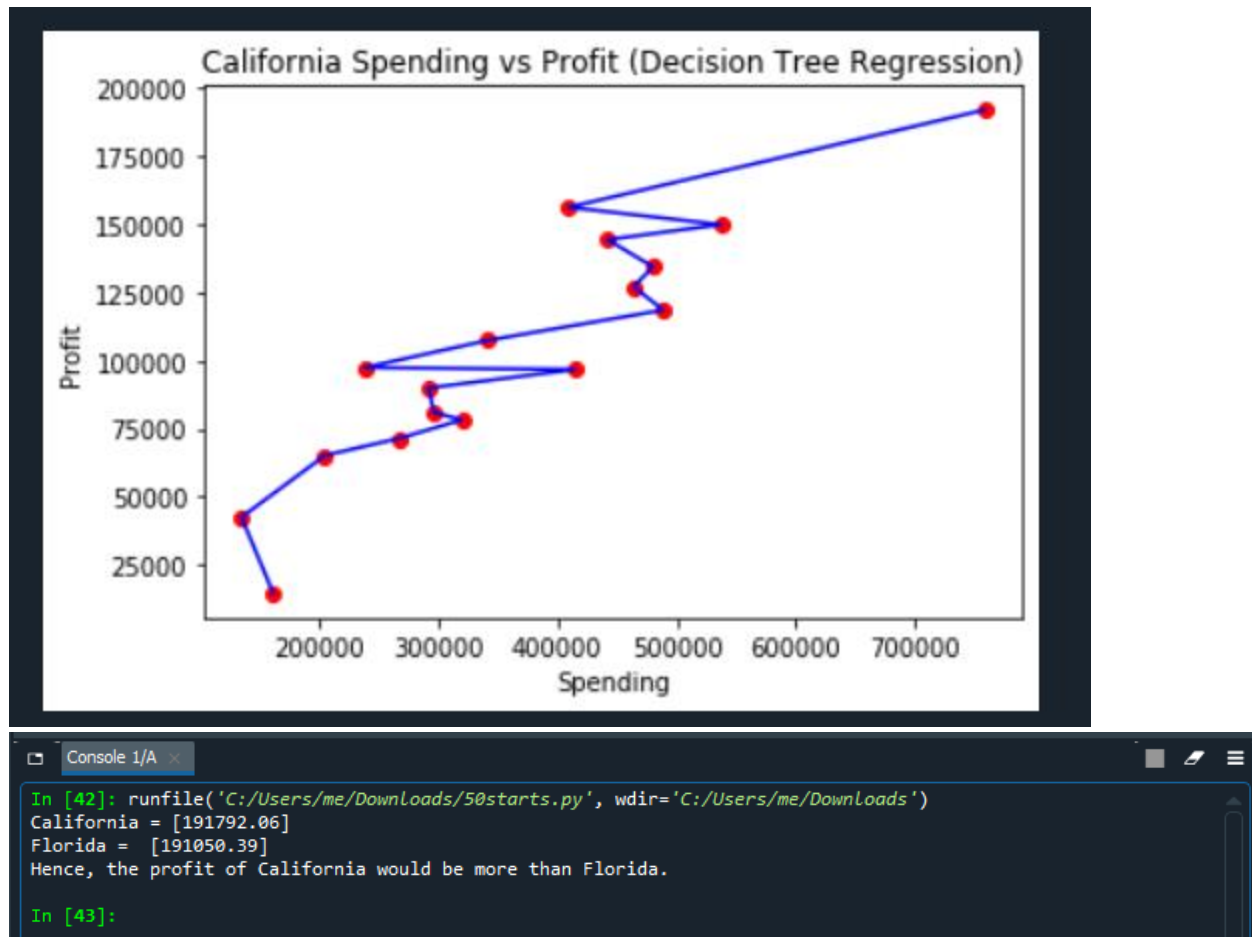 California Spending vs Profit (Decision Tree Regression)
200000
175000
150000
125000
100000
75000
50000
25000
Profit
200000 300000 400000 500000 600000 700000
Spending
Console 1/A
In [42]: runfile('C:/Users/me/Downloads/50starts.py', wdir='C:/Users/me/Downloads')
California = [191792.06]
Florida =  [191050.39]
Hence, the profit of California would be more than Florida.
In [43]: